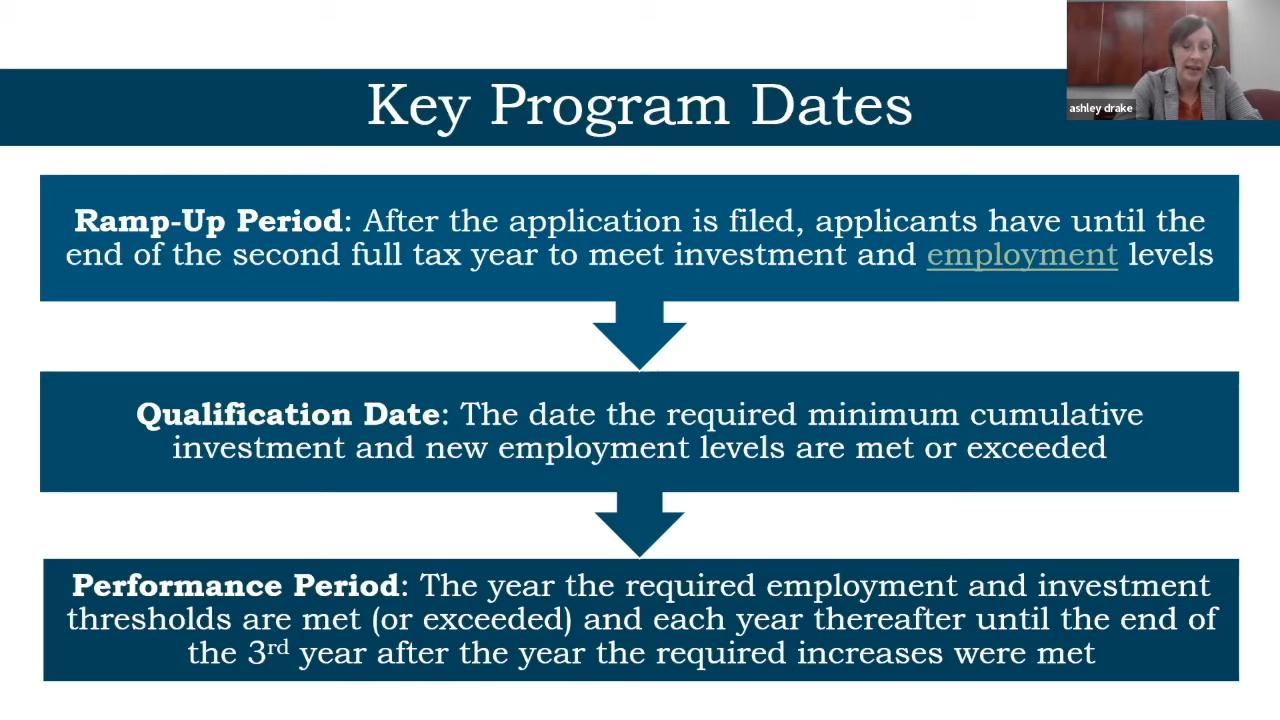 Key Program Dates
ashley drake
Ramp-Up Period: After the application is filed, applicants have until the
end of the second full tax year to meet investment and employment levels
Qualification Date: The date the required minimum cumulative
investment and new employment levels are met or exceeded
Performance Period: The year the required employment and investment
thresholds are met (or exceeded) and each year thereafter until the end of
the 3rd year after the year the required increases were met